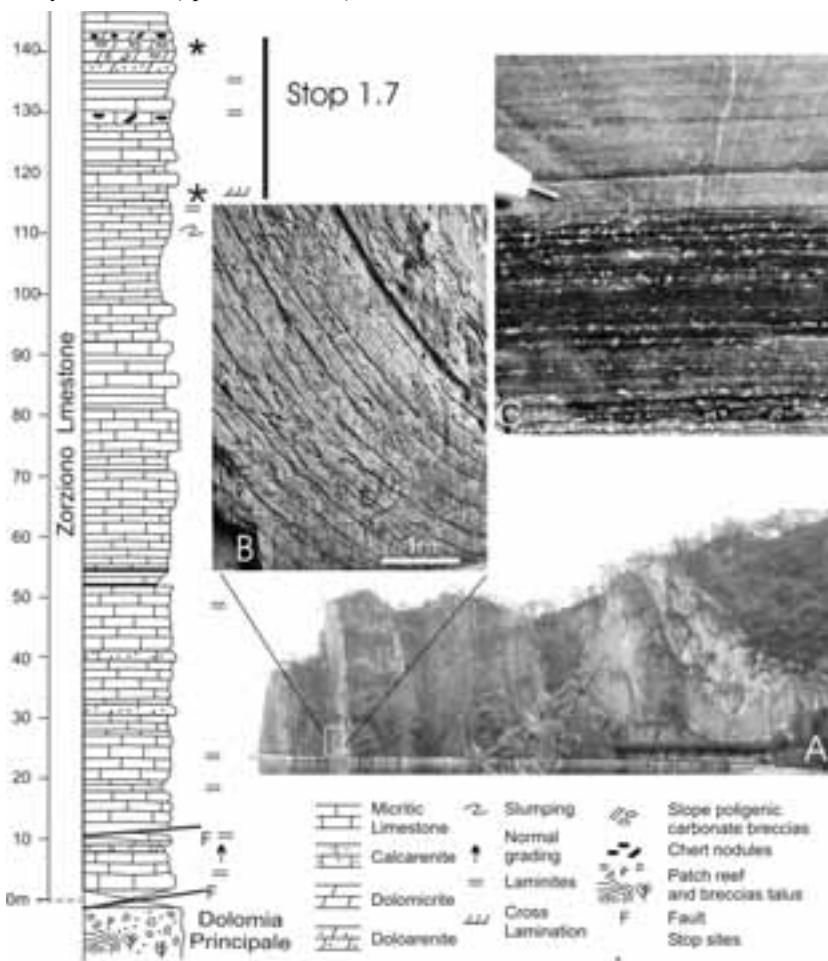 140
130
120
110
100
90
80
70
60
50
40
30
20
10
0m
Zorziono Lmestone
*
*
Stop 1.7
B
1m
C
A
F
F
Dolomia
Principale
Micritic
Limestone
Calcarenite
Dolomicrite
Doloarenite
Slumping
Normal
grading
Laminites
Cross
Lamination
Slope poligenic
carbonate breccias
Chert nodules
Patch reef
and breccias talus
F Fault
Stop sites